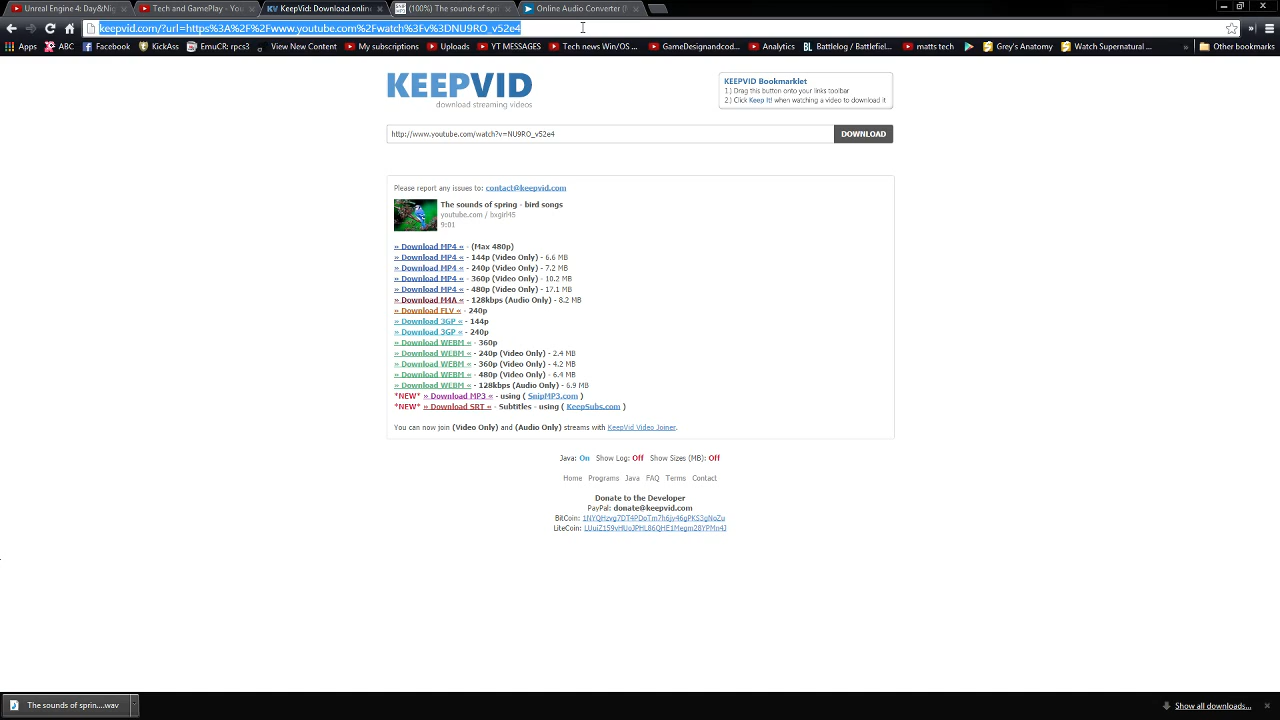 Unreal Engine 4: Day&Nig
Tech and GamePlay - You
KV KeepVid: Download online
(100%) The sounds of spri
Online Audio Converter (M
keepvid.com/?url=https%3A%2F%2Fwww.youtube.com%2Fwatch%3Fv%3DNU9RO_v52e4
Apps
ABC
Facebook
KickAss
EmuCR: rpcs3
View New Content
My subscriptions
Uploads
YT MESSAGES
Tech news Win/OS ...
GameDesignandcod...
Analytics
BL Battlelog / Battlefiel...
matts tech
Grey's Anatomy
Watch Supernatural ...
»
Other bookmarks
KEEPVID
download streaming videos
KEEPVID Bookmarklet
1.) Drag this button onto your links toolbar
2.) Click Keep It! when watching a video to download it
http://www.youtube.com/watch?v=NU9RO_v52e4
DOWNLOAD
Please report any issues to: contact@keepvid.com
The sounds of spring - bird songs
youtube.com / bxgirl45
9:01
» Download MP4 « - (Max 480p)
» Download MP4 « - 144p (Video Only) - 6.6 MB
» Download MP4 « - 240p (Video Only) - 7.2 MB
» Download MP4 « - 360p (Video Only) - 10.2 MB
» Download MP4 « - 480p (Video Only) - 17.1 MB
» Download M4A « - 128kbps (Audio Only) - 8.2 MB
» Download FLV « - 240p
» Download 3GP « - 144p
» Download 3GP « - 240p
» Download WEBM « - 360p
» Download WEBM « - 240p (Video Only) - 2.4 MB
» Download WEBM « - 360p (Video Only) - 4.2 MB
» Download WEBM « - 480p (Video Only) - 6.4 MB
» Download WEBM « - 128kbps (Audio Only) - 6.9 MB
*NEW* » Download MP3 « - using ( SnipMP3.com )
*NEW* » Download SRT « - Subtitles - using ( KeepSubs.com )
You can now join (Video Only) and (Audio Only) streams with KeepVid Video Joiner.
Java: On Show Log: Off Show Sizes (MB): Off
Home Programs Java FAQ Terms Contact
Donate to the Developer
PayPal: donate@keepvid.com
BitCoin:
LiteCoin:
The sounds of sprin....wav
Show all downloads...